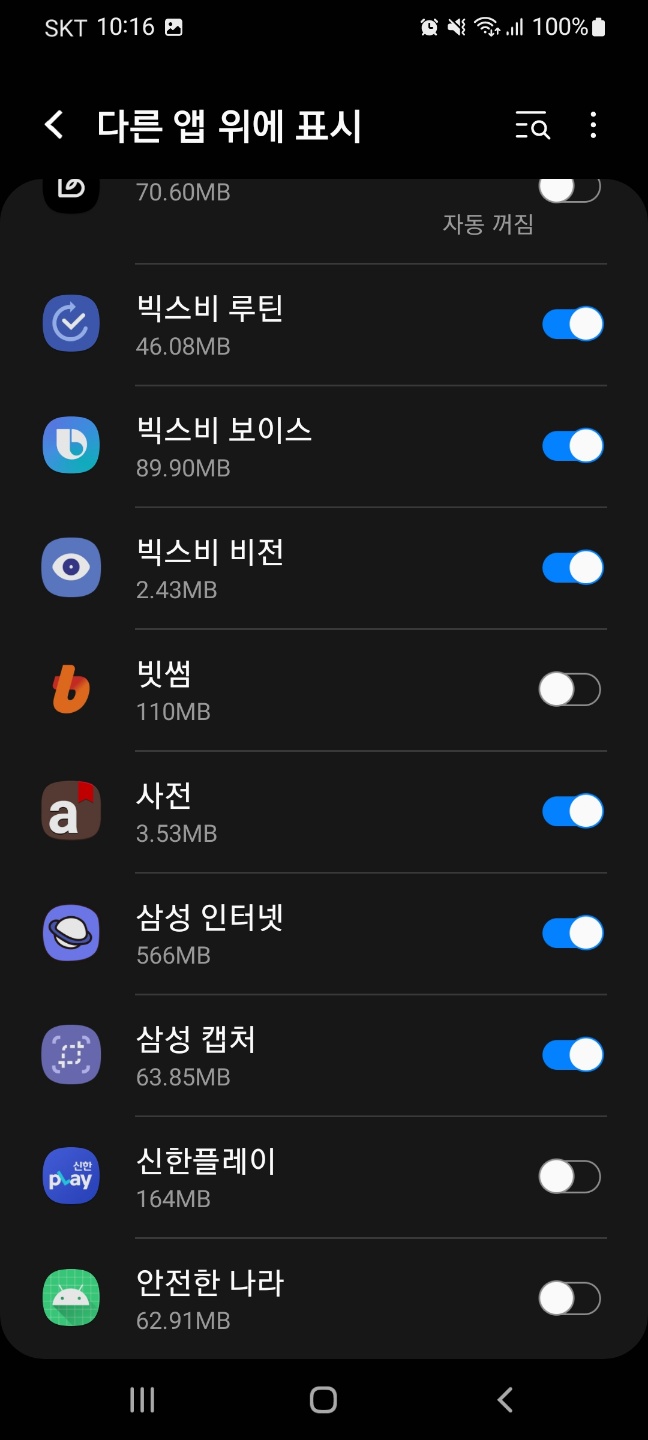 SKT 10:16 100%
다른 앱 위에 표시
70.60MB
자동 꺼짐
빅스비 루틴
46.08MB
빅스비 보이스
89.90MB
빅스비 비전
2.43MB
빗썸
110MB
a
사전
3.53MB
삼성 인터넷
566MB
삼성 캡처
63.85MB
신한
pLay
신한플레이
164MB
안전한 나라
62.91MB